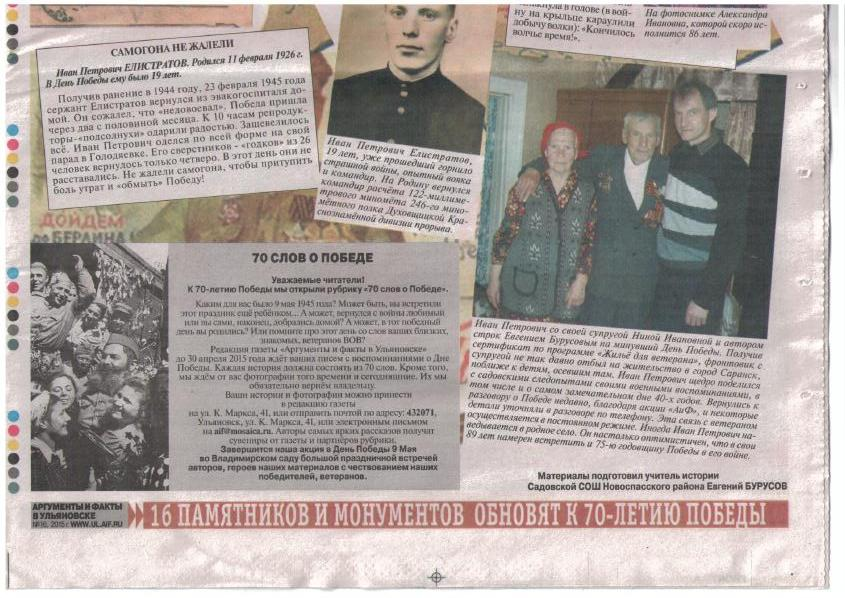 САМОГОНА НЕ ЖАЛЕЛИ
Иван Петрович ЕЛИСТРАТОВ. Родился 11 февраля 1926 г.
В День Победы ему было 19 лет.
Получив ранение в 1944 году, 23 февраля 1945 года
сержант Елистратов вернулся из эвакогоспиталя до-
мой. Он сожалел, что «недовоевал». Победа пришла
через два с половиной месяца. К 10 часам репродук-
торы-«подсолнухи» одарили радостью. Зашевелилось
всё. Иван Петрович оделся по всей форме и на свой
парад в Голодяевке. Его сверстников - «годков» из 26
человек вернулось только четверо. В этот день они не
расставались. Не жалели самогона, чтобы притупить
боль утрат и «обмыть» Победу!
Иван Петрович Елистратов,
19 лет, уже прошедший горнило
страшной войны, опытный вояка
и командир. На Родину вернулся
командир расчёта 122-миллиме-
трового миномёта 246-го мино-
мётного полка Духовщицкой Кра-
снознамённой дивизии прорыва.
в голове (в вой-
ну на крыльце караулили
добычу волки): «Кончилось
волчье время!».
На фотоснимке Александра
Ивановна, которой скоро ис-
полнится 86 лет.
Иван Петрович со своей супругой Ниной Ивановной и автором
строк Евгением Бурусовым на минувший День Победы. Получив
сертификат по программе «Жильё для ветерана», фронтовик с
супругой не так давно отбыл на жительство в город Саранск,
поближе к детям, осевшим там. Иван Петрович щедро поделился
с садовскими следопытами своими военными воспоминаниями, в
том числе и о самом замечательном дне 40-х годов. Вернулись к
разговору о Победе недавно, благодаря акции «АиФ», и некоторые
детали уточняли в разговоре по телефону. Эта связь с ветераном
осуществляется в постоянном режиме. Иногда Иван Петрович на-
ведывается в родное село. Он настолько оптимистичен, что в свои
89 лет намерен встретить и 75-ю годовщину Победы в его войне.
Материалы подготовил учитель истории
Садовской СОШ Новоспасского района Евгений БУРУСОВ
ДОЙДЕМ
до БЕРЛИНА!
70 СЛОВ О ПОБЕДЕ
Уважаемые читатели!
К 70-летию Победы мы открыли рубрику «70 слов о Победе».
Каким для вас было 9 мая 1945 года? Может быть, вы встретили
этот праздник ещё ребёнком... А может, вернулся с войны любимый
или вы сами, наконец, добрались домой? А может, в тот победный
день вы родились? Или помните про этот день со слов ваших близких,
знакомых, ветеранов ВОВ?
Редакция газеты «Аргументы и факты в Ульяновске»
до 30 апреля 2015 года ждёт ваших писем с воспоминаниями о Дне
Победы. Каждая история должна состоять из 70 слов. Кроме того,
мы ждём от вас фотографии того времени и сегодняшние. Их мы
обязательно вернём владельцу.
Ваши истории и фотографии можно принести
в редакцию газеты
на ул. К. Маркса, 41, или отправить почтой по адресу: 432071,
Ульяновск, ул. К. Маркса, 41, или электронным письмом
на aif@mosaica.ru. Авторы самых ярких рассказов получат
сувениры от газеты и партнёров рубрики.
Завершится наша акция в День Победы 9 Мая
во Владимирском саду большой праздничной встречей
авторов, героев наших материалов с чествованием наших
победителей, ветеранов.
АРГУМЕНТЫ И ФАКТЫ
В УЛЬЯНОВСКЕ
№16, 2015 г. WWW.UL.AIF.RU
16 ПАМЯТНИКОВ И МОНУМЕНТОВ ОБНОВЯТ К 70-ЛЕТИЮ ПОБЕДЫ